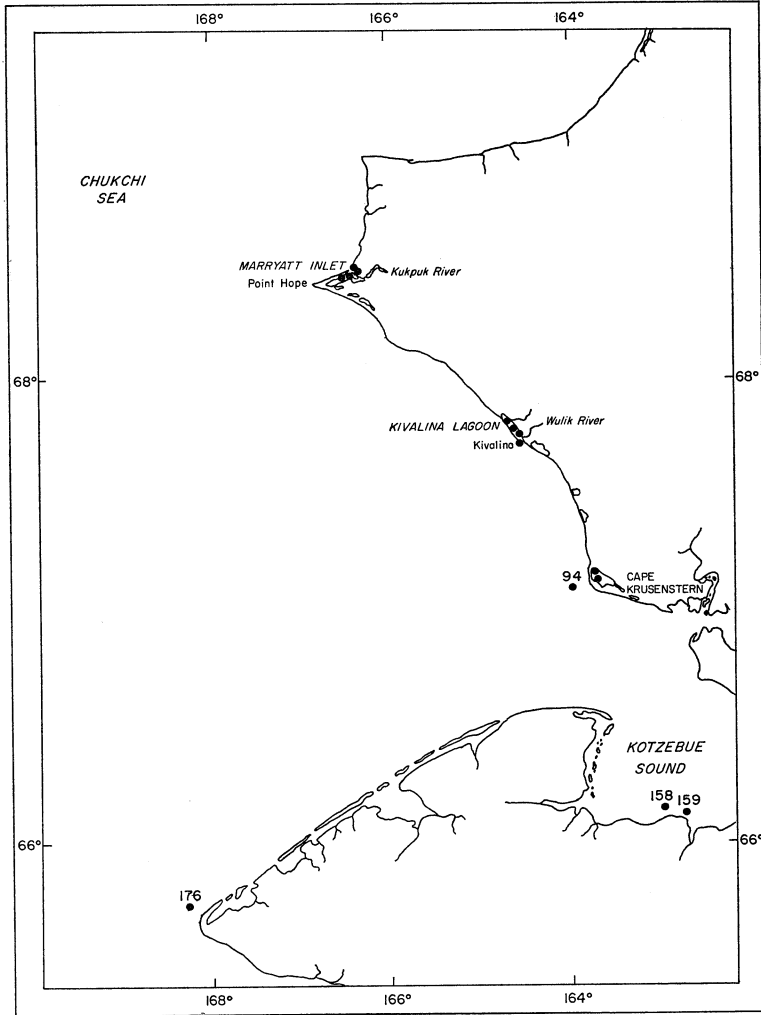 168°
166°
164°
CHUKCHI
SEA
MARRYATT INLET
Kukpuk River
Point Hope
68°
68°
KIVALINA LAGOON
Wulik River
Kivalina
94
CAPE
KRUSENSTERN
KOTZEBUE
SOUND
158
159
66°
66°
176
168°
166°
164°